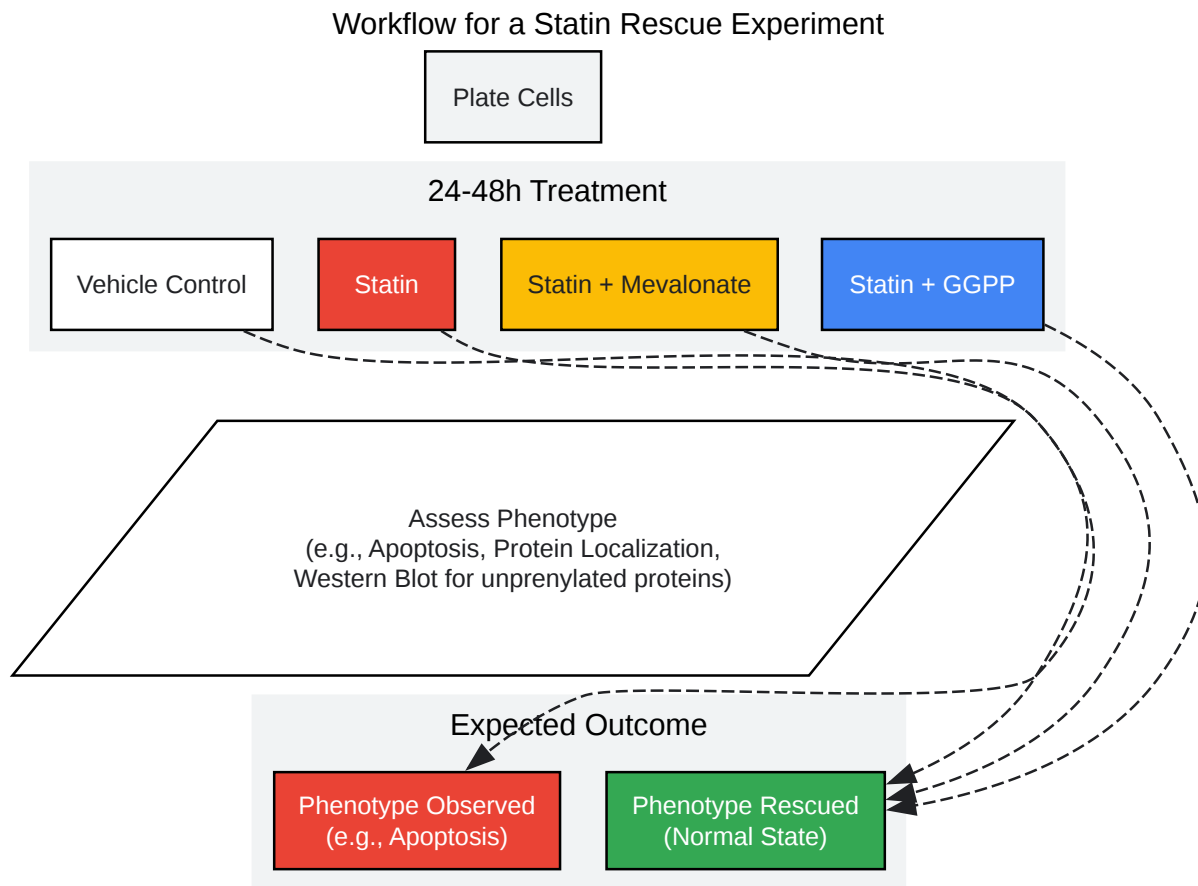 Workflow for a Statin Rescue Experiment
Plate Cells
24-48h Treatment
Vehicle Control
Statin
Statin + Mevalonate
Statin + GGPP
Assess Phenotype
(e.g., Apoptosis, Protein Localization,
Western Blot for unprenylated proteins)
Expected Outcome
Phenotype Observed
(e.g., Apoptosis)
Phenotype Rescued
(Normal State)